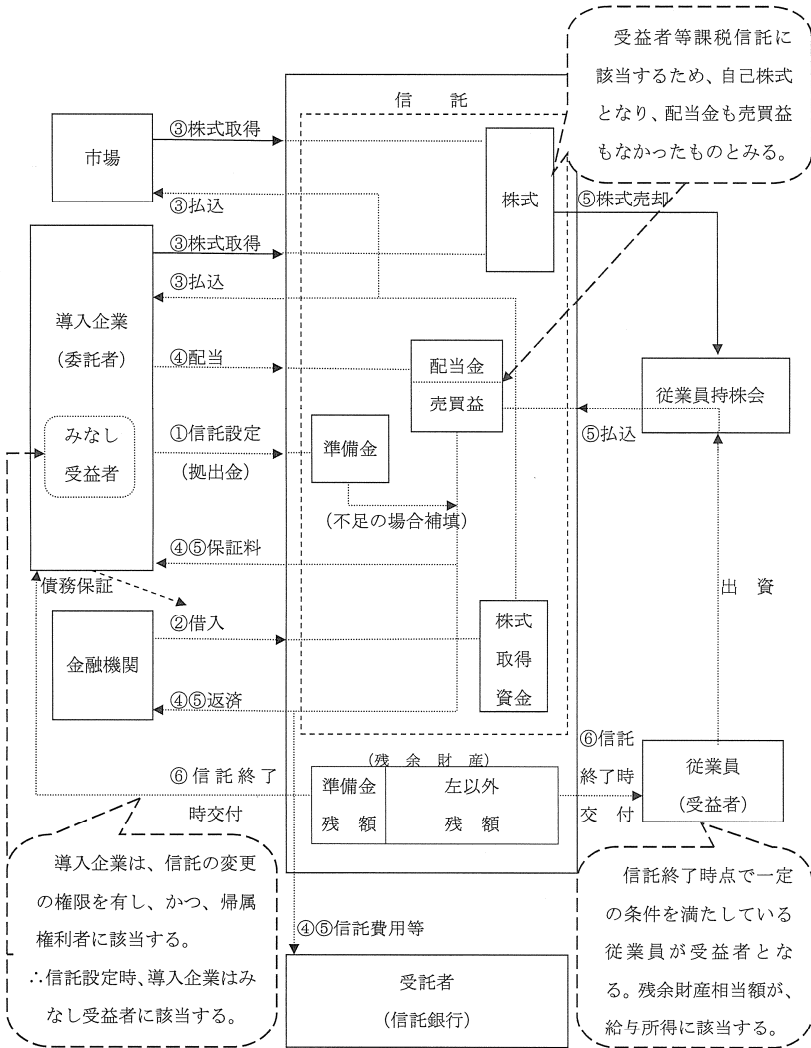 受益者等課税信託に
該当するため、自己株式
となり、配当金も売買益
もなかったものとみる。
信　託
市場
③株式取得
③払込
株式
⑤株式売却
③株式取得
③払込
導入企業
(委託者)
④配当
配当金
売買益
従業員持株会
⑤払込
みなし
受益者
①信託設定
(拠出金)
準備金
(不足の場合補填)
④⑤保証料
債務保証
②借入
金融機関
④⑤返済
株式
取得
資金
出　資
(残　余　財　産)
⑥信託終了
時交付
準備金
残　額
左以外
残　額
⑥信託
終了時
交　付
従業員
(受益者)
導入企業は、信託の変更
の権限を有し、かつ、帰属
権利者に該当する。
∴信託設定時、導入企業はみ
なし受益者に該当する。
④⑤信託費用等
受託者
(信託銀行)
信託終了時点で一定
の条件を満たしている
従業員が受益者とな
る。残余財産相当額が、
給与所得に該当する。